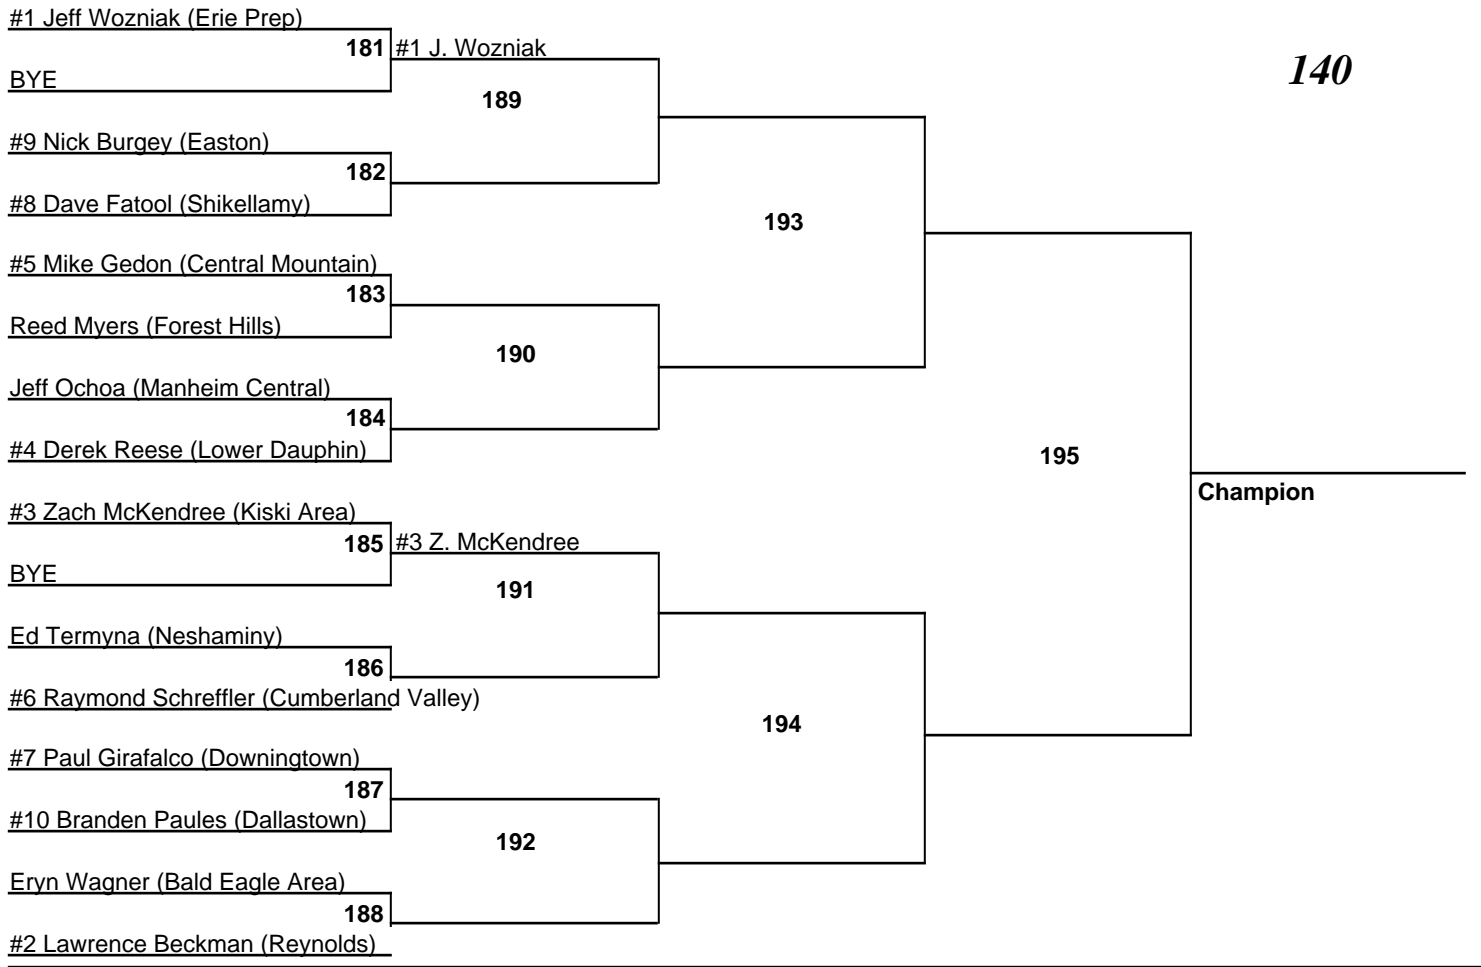 #1 Jeff Wozniak (Erie Prep)
181 #1 J. Wozniak
140
BYE
189
#9 Nick Burgey (Easton)
182
#8 Dave Fatool (Shikellamy)
193
#5 Mike Gedon (Central Mountain)
183
Reed Myers (Forest Hills)
190
Jeff Ochoa (Manheim Central)
184
#4 Derek Reese (Lower Dauphin)
195
Champion
#3 Zach McKendree (Kiski Area)
185 #3 Z. McKendree
BYE
191
Ed Termyna (Neshaminy)
186
#6 Raymond Schreffler (Cumberland Valley)
194
#7 Paul Girafalco (Downingtown)
187
#10 Branden Paules (Dallastown)
192
Eryn Wagner (Bald Eagle Area)
188
#2 Lawrence Beckman (Reynolds)